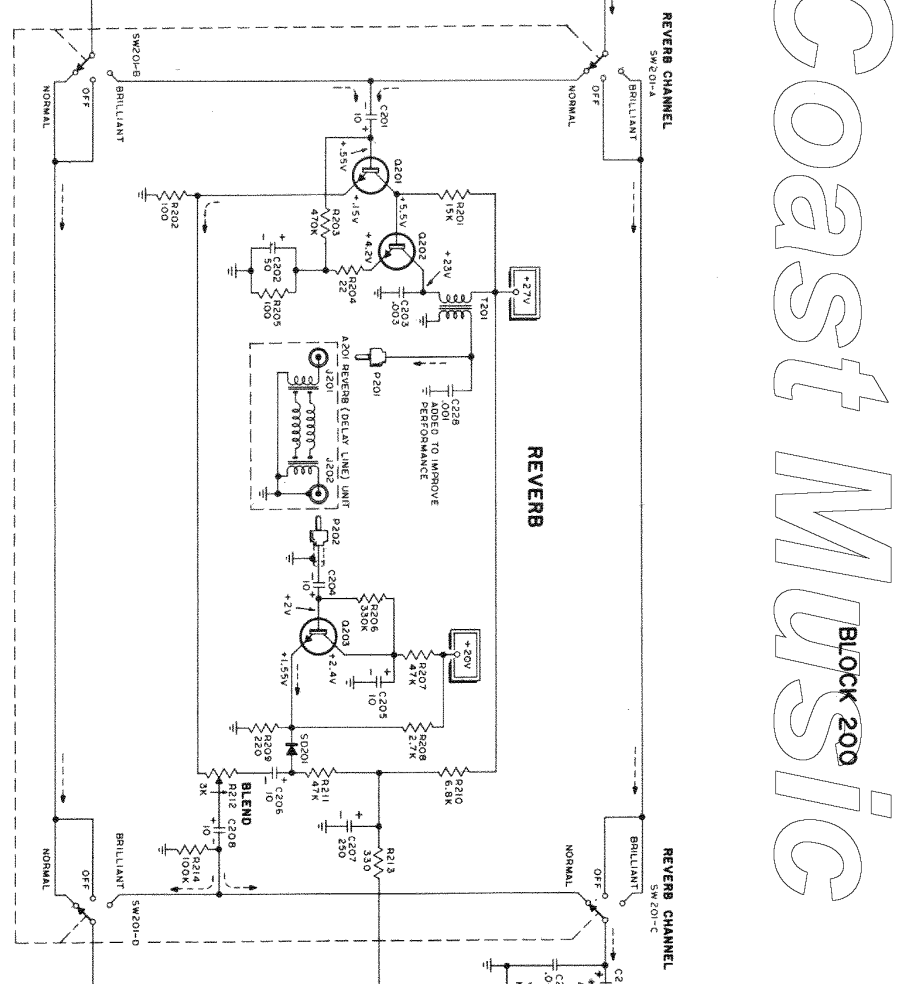 Coast Music
BLOCK 200
REVERB CHANNEL
SW201-A
BRILLIANT
OFF
NORMAL
REVERB CHANNEL
SW201-C
BRILLIANT
OFF
NORMAL
REVERB
+27V
R201
15K
T201
+23V
Q202
+5.5V
+4.2V
C203
.003
C228
.001
ADDED TO IMPROVE
PERFORMANCE
C201
10
+
+.55V
Q201
+.15V
R203
470K
R204
22
C202
50
R205
100
R202
100
P201
A201 REVERB (DELAY LINE) UNIT
J201
J202
P202
C204
10
R206
330K
+2V
Q203
+2.4V
+1.55V
+20V
R207
47K
C205
10
R208
2.7K
R209
220
SD201
R210
6.8K
R211
47K
C206
10
BLEND
R212
3K
C208
10
R214
100K
C207
250
R213
330
SW201-B
BRILLIANT
OFF
NORMAL
SW201-D
BRILLIANT
OFF
NORMAL